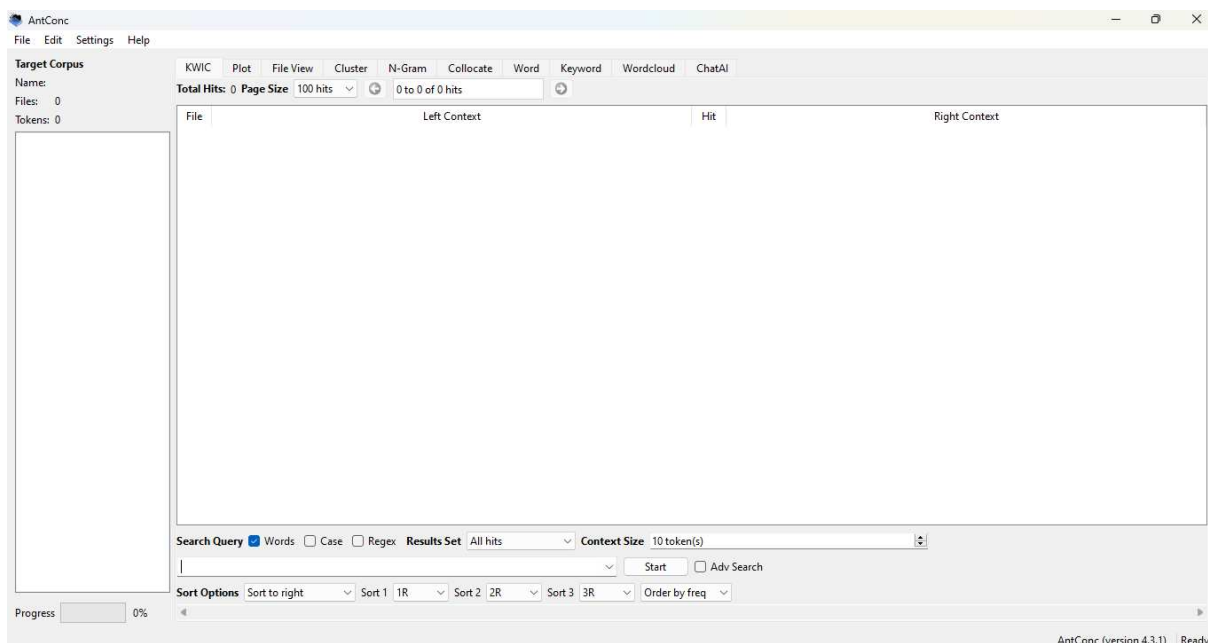 AntConc
File Edit Settings Help
Target Corpus
Name:
Files: 0
Tokens: 0
KWIC Plot File View Cluster N-Gram Collocate Word Keyword Wordcloud ChatAI
Total Hits: 0 Page Size 100 hits 0 to 0 of 0 hits
File Left Context Hit Right Context
Search Query Words Case Regex Results Set All hits Context Size 10 token(s)
Start Adv Search
Sort Options Sort to right Sort 1 1R Sort 2 2R Sort 3 3R Order by freq
Progress 0%
AntConc (version 4.3.1) Ready